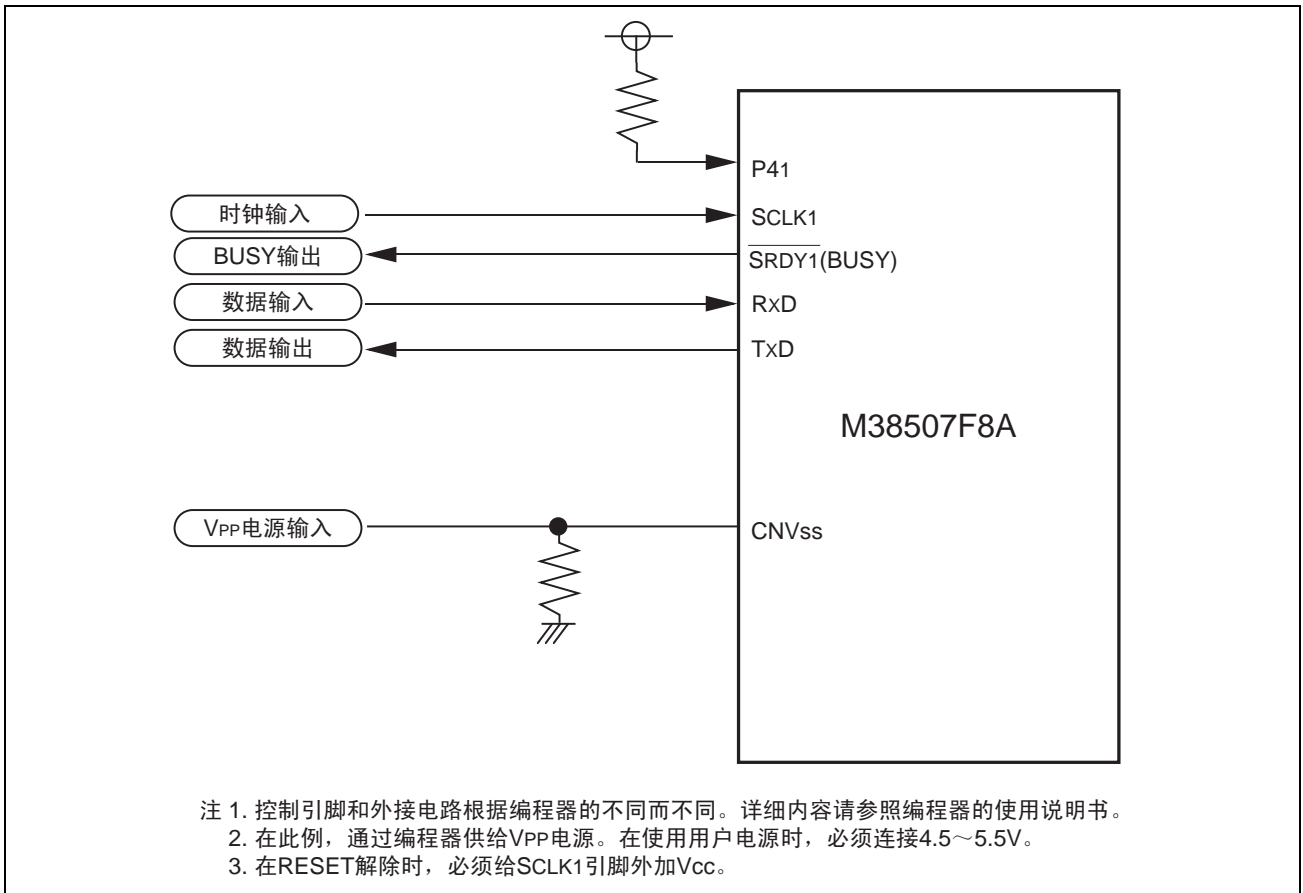 P41
时钟输入
SCLK1
BUSY输出
SRDY1(BUSY)
数据输入
RxD
数据输出
TxD
M38507F8A
VPP电源输入
CNVss
注 1. 控制引脚和外接电路根据编程器的不同而不同。详细内容请参照编程器的使用说明书。
2. 在此例，通过编程器供给VPP电源。在使用用户电源时，必须连接4.5～5.5V。
3. 在RESET解除时，必须给SCLK1引脚外加Vcc。